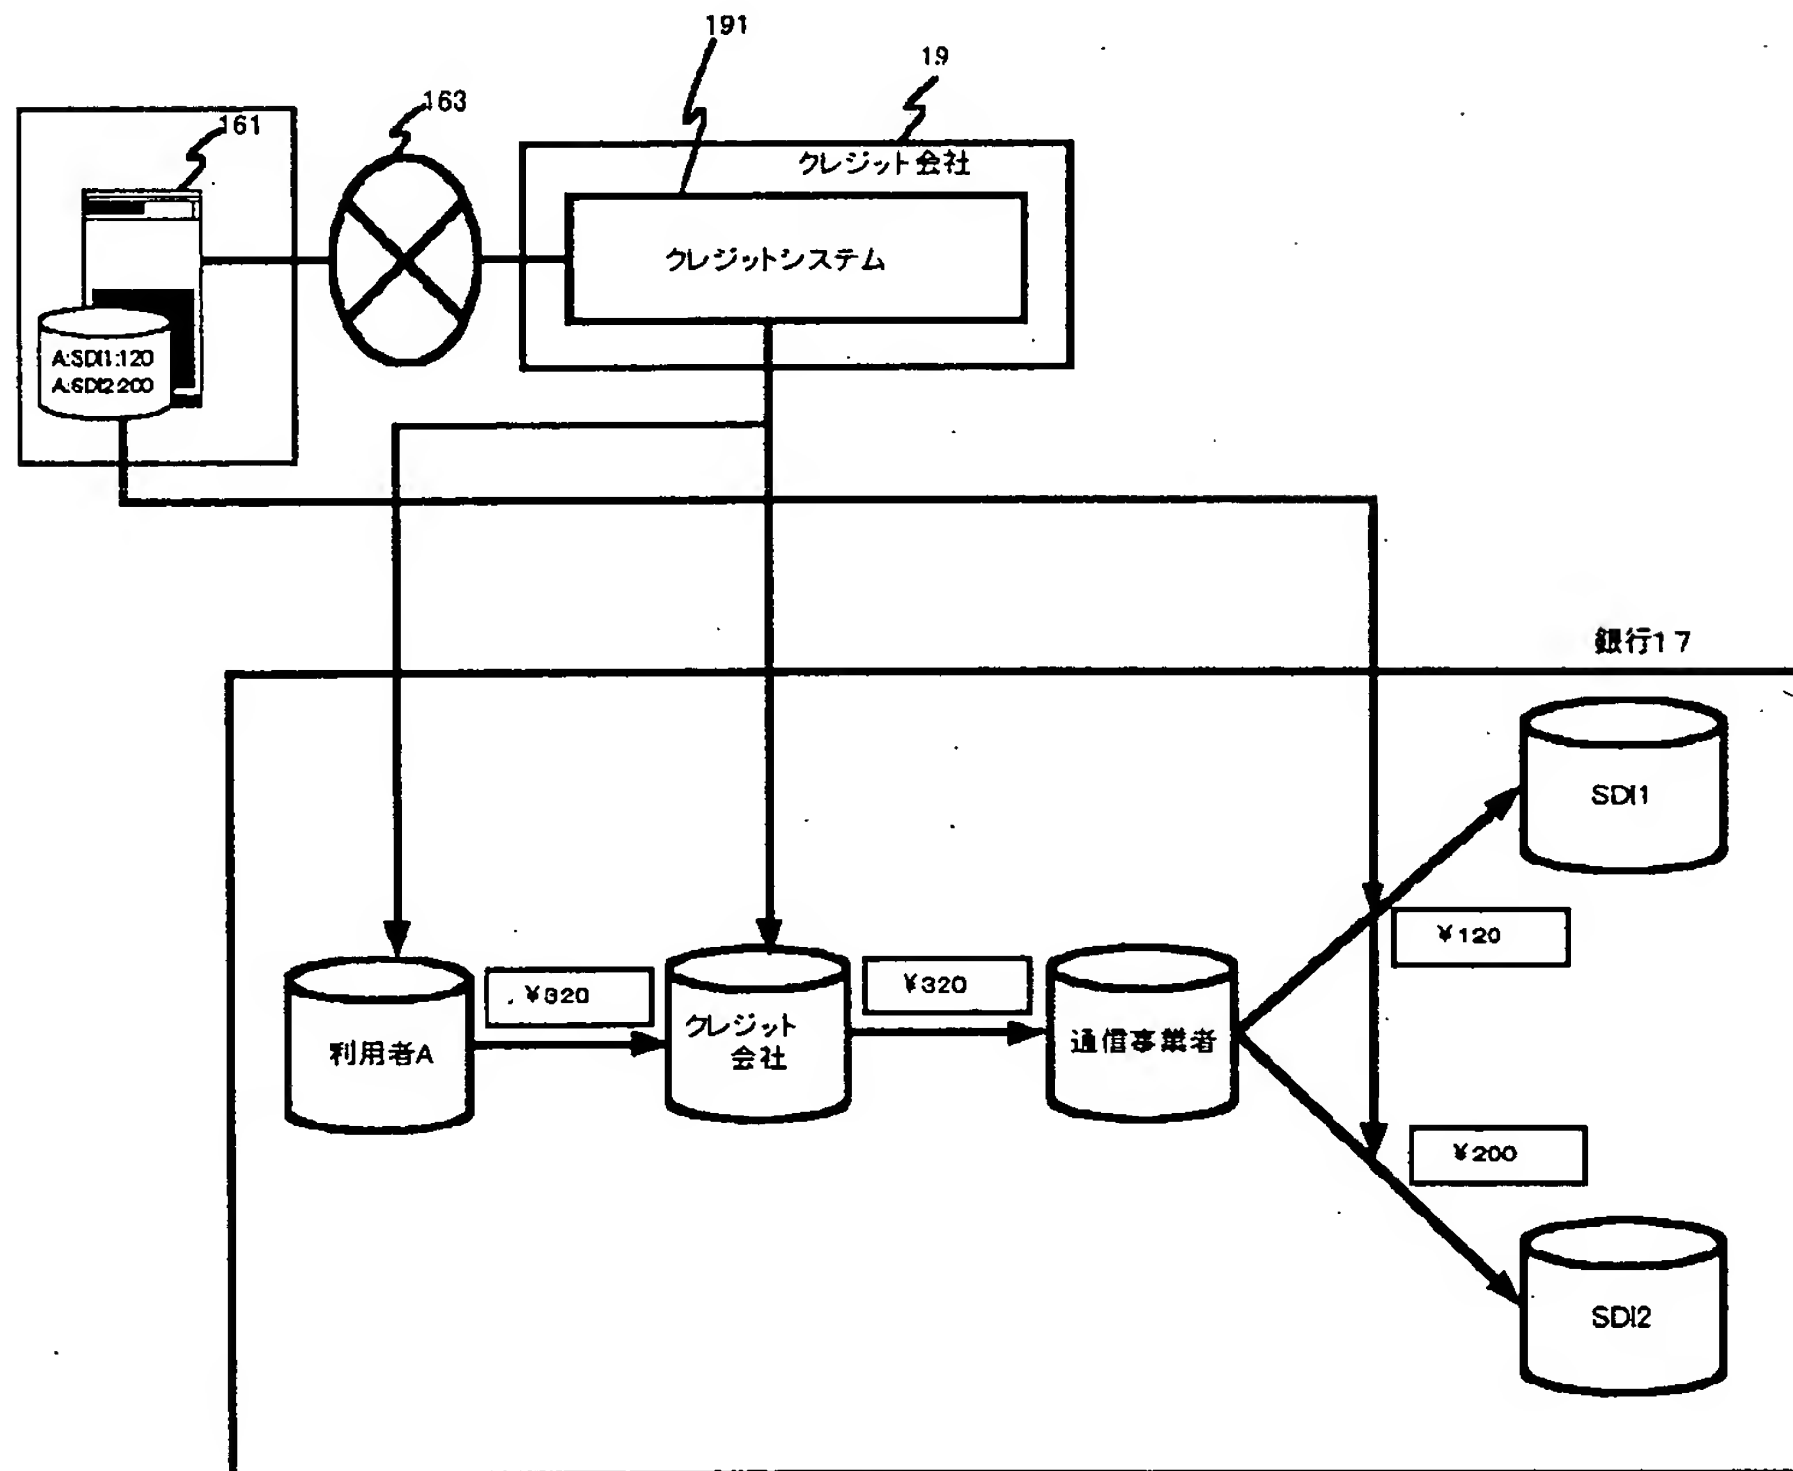 191
19
163
161
クレジット会社
クレジットシステム
A:SDI1:120
A:SDI2:200
銀行17
SDI1
¥120
¥320
¥320
利用者A
クレジット
会社
通信事業者
¥200
SDI2